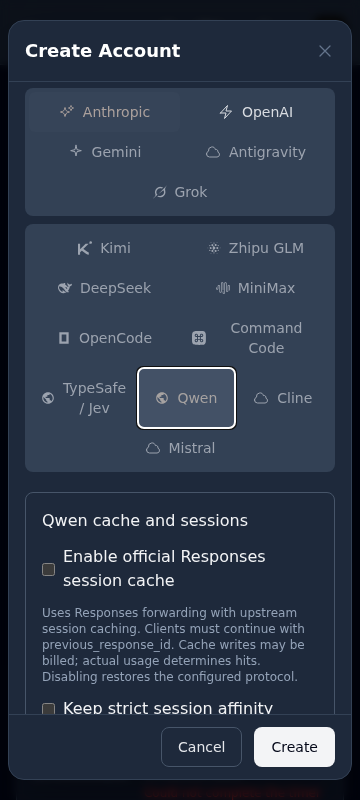 Create Account
Anthropic
OpenAI
Gemini
Antigravity
Grok
Kimi
Zhipu GLM
DeepSeek
MiniMax
OpenCode
Command
Code
TypeSafe
/ Jev
Qwen
Cline
Mistral
Qwen cache and sessions
Enable official Responses
session cache
Uses Responses forwarding with upstream
session caching. Clients must continue with
previous_response_id. Cache writes may be
billed; actual usage determines hits.
Disabling restores the configured protocol.
Keep strict session affinity
Cancel
Create